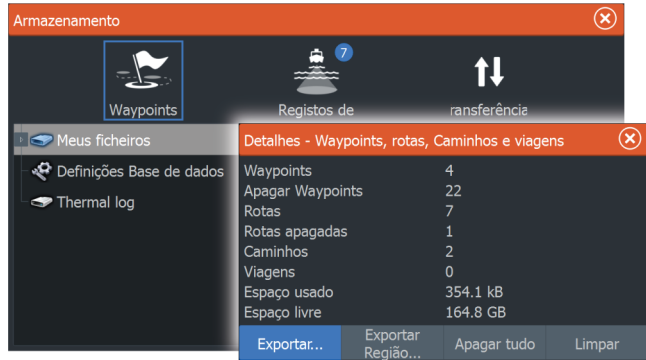 Armazenamento
7
Waypoints
Registos de
ransferência
Meus ficheiros
Definições Base de dados
Thermal log
Detalhes - Waypoints, rotas, Caminhos e viagens
Waypoints 4
Apagar Waypoints 22
Rotas 7
Rotas apagadas 1
Caminhos 2
Viagens 0
Espaço usado 354.1 kB
Espaço livre 164.8 GB
Exportar...
Exportar
Região...
Apagar tudo
Limpar